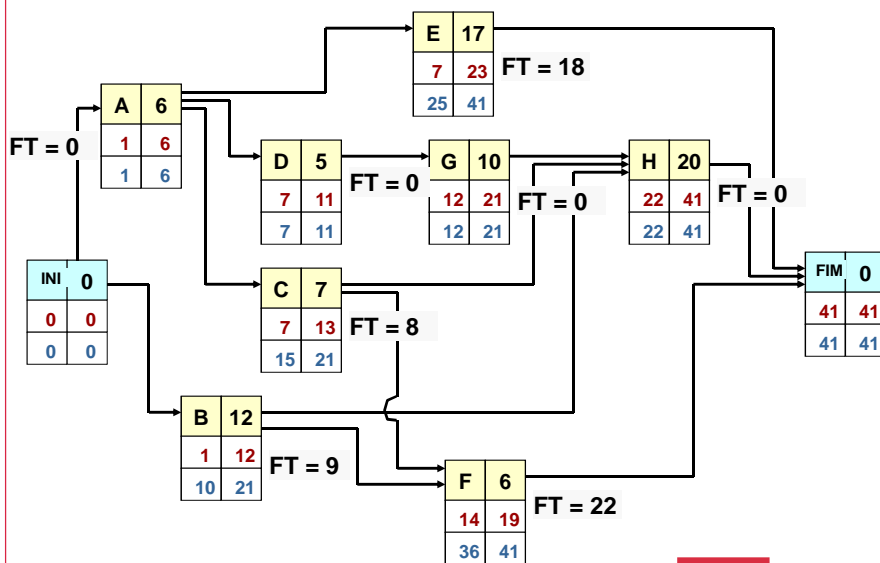 E 17
7 23
25 41
FT = 18
A 6
1 6
1 6
FT = 0
D 5
7 11
7 11
FT = 0
G 10
12 21
12 21
FT = 0
H 20
22 41
22 41
FT = 0
INI 0
0 0
0 0
C 7
7 13
15 21
FT = 8
FIM 0
41 41
41 41
B 12
1 12
10 21
FT = 9
F 6
14 19
36 41
FT = 22